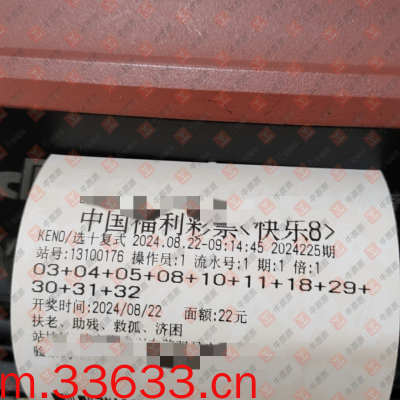 中国福利彩票<快乐8>
KENO/选十复式 2024.08.22-09:14:45 2024225期
站号:13100176 操作员:1 流水号:1 期:1 倍:1
03+04+05+08+10+11+18+29+
30+31+32
开奖时间:2024/08/22 面额:22元
扶老、助残、救孤、济困
站
验
m.33633.cn